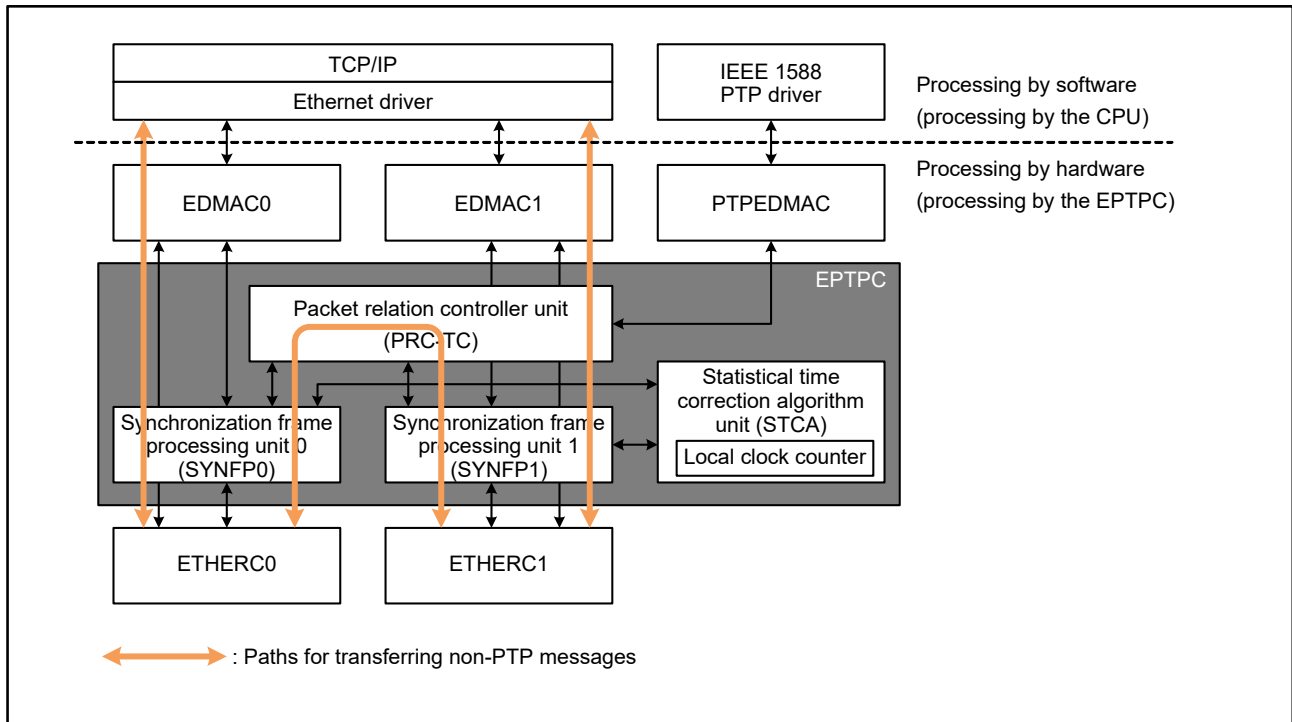 TCP/IP
Ethernet driver
IEEE 1588
PTP driver
Processing by software
(processing by the CPU)
Processing by hardware
(processing by the EPTPC)
EDMAC0
EDMAC1
PTPEDMAC
EPTPC
Packet relation controller unit
(PRC-TC)
Synchronization frame
processing unit 0
(SYNFP0)
Synchronization frame
processing unit 1
(SYNFP1)
Statistical time
correction algorithm
unit (STCA)
Local clock counter
ETHERC0
ETHERC1
: Paths for transferring non-PTP messages